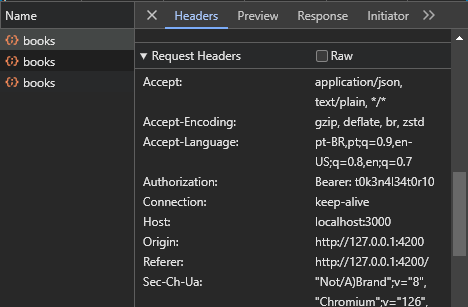 Name
Headers Preview Response Initiator
books
books
books
Request Headers Raw
Accept: application/json,
text/plain, */*
Accept-Encoding: gzip, deflate, br, zstd
Accept-Language: pt-BR,pt;q=0.9,en-
US;q=0.8,en;q=0.7
Authorization: Bearer: t0k3n4l34t0r10
Connection: keep-alive
Host: localhost:3000
Origin: http://127.0.0.1:4200
Referer: http://127.0.0.1:4200/
Sec-Ch-Ua: "Not/A)Brand";v="8",
"Chromium";v="126",